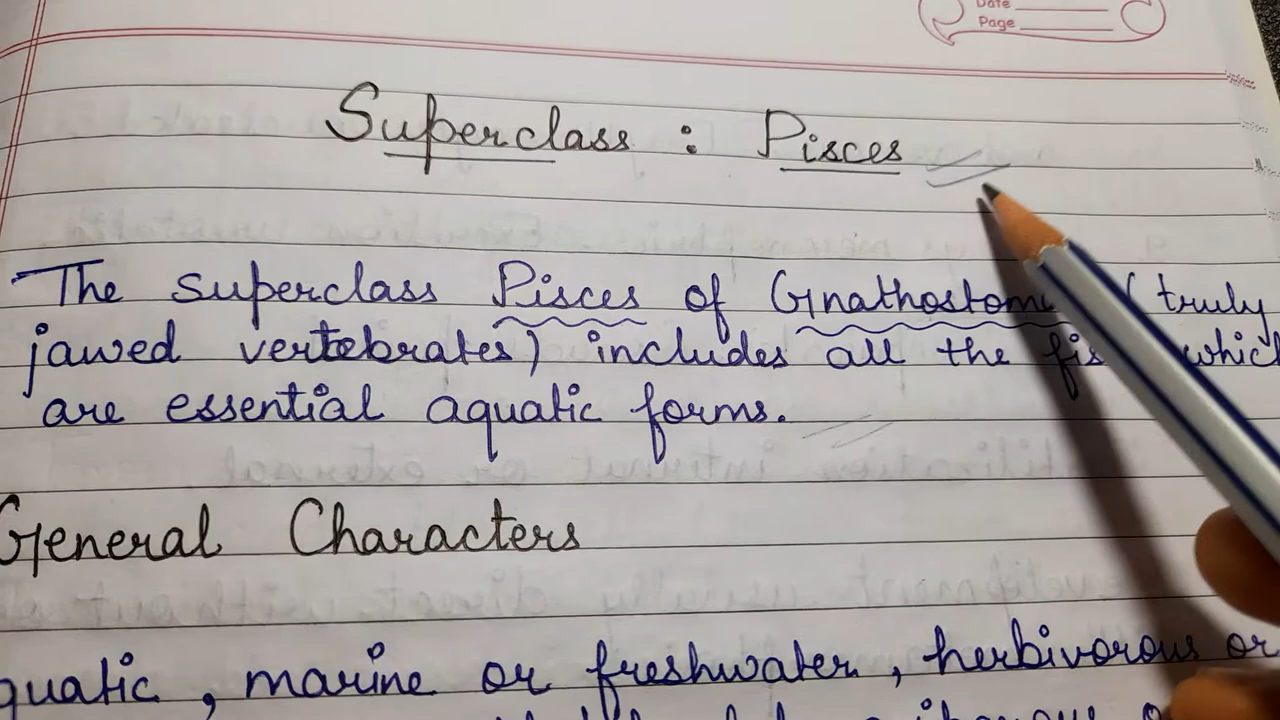 Date
Page
Superclass : Pisces
The superclass Pisces of Gnathostom (truly
jawed vertebrates) includes all the which
are essential aquatic forms.
General Characters
quatic, marine or freshwater, herbivorous or